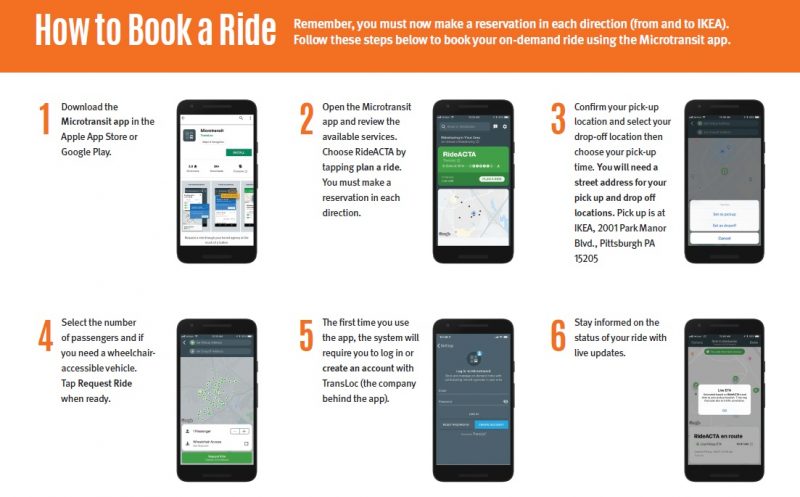 How to Book a Ride
Remember, you must now make a reservation in each direction (from and to IKEA).
Follow these steps below to book your on-demand ride using the Microtransit app.
1
Download the
Microtransit app in the
Apple App Store or
Google Play.
Microtransit
INSTALL
2
Open the Microtransit
app and review the
available services.
Choose RideACTA by
tapping plan a ride.
You must make a
reservation in each
direction.
RideACTA
PLAN A RIDE
3
Confirm your pick-up
location and select your
drop-off location then
choose your pick-up
time. You will need a
street address for your
pick up and drop off
locations. Pick up is at
IKEA, 2001 Park Manor
Blvd., Pittsburgh PA
15205
Set as pickup
Set as dropoff
Cancel
4
Select the number
of passengers and if
you need a wheelchair-
accessible vehicle.
Tap Request Ride
when ready.
1 Passenger
Wheelchair Access
Request Ride
5
The first time you use
the app, the system will
require you to log in or
create an account with
TransLoc (the company
behind the app).
Log in to Microtransit
Email
Password
LOG IN
CREATE ACCOUNT
6
Stay informed on the
status of your ride with
live updates.
Live ETA
OK
RideACTA en route